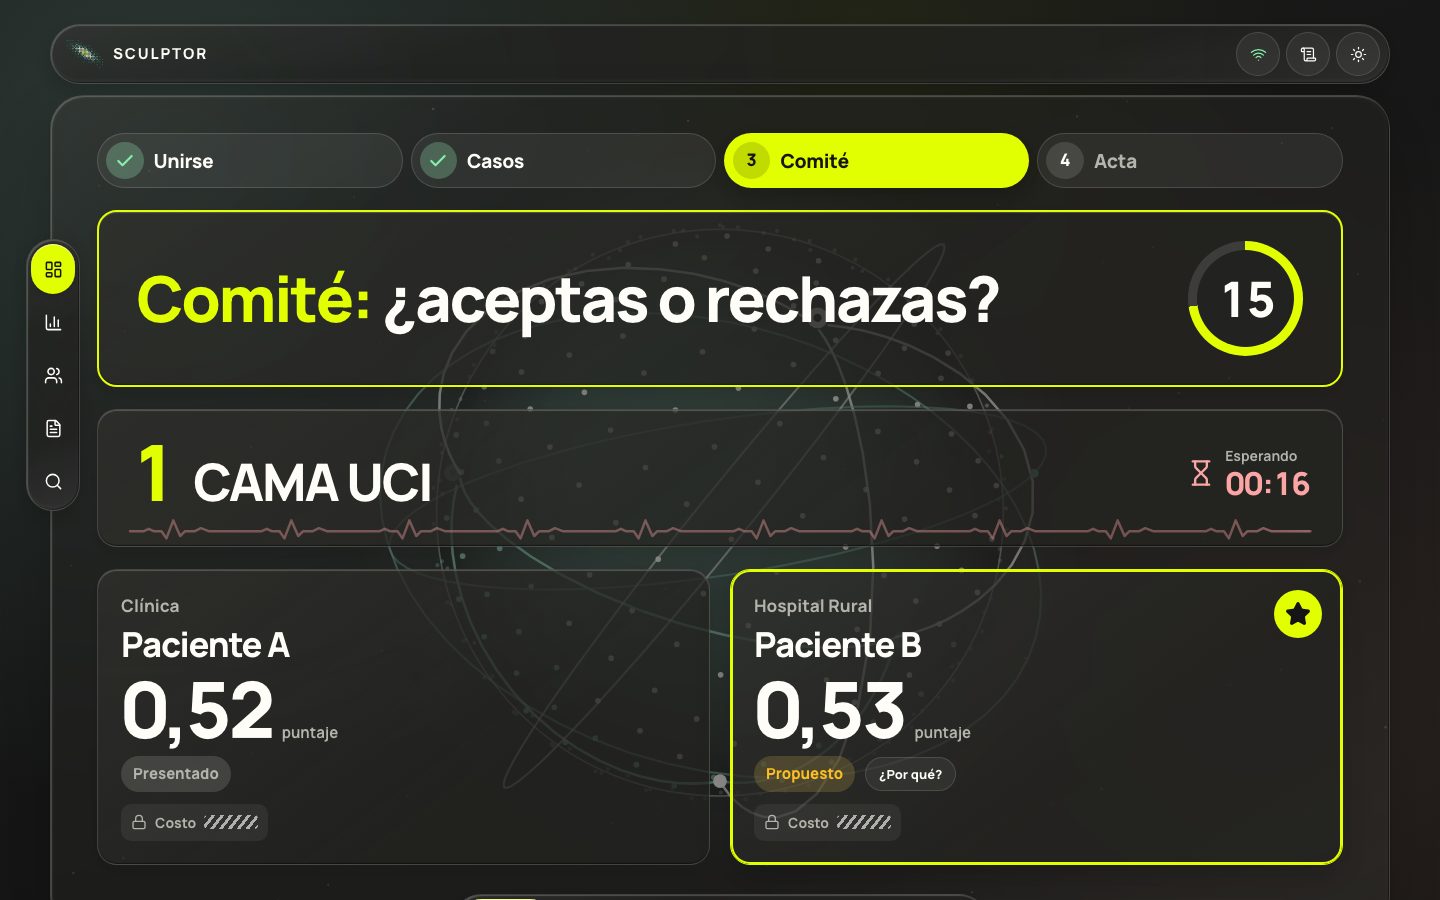 SCULPTOR
Unirse
Casos
3 Comité
4 Acta
Comité: ¿aceptas o rechazas?
15
1 CAMA UCI
Esperando
00:16
Clínica
Paciente A
0,52 puntaje
Presentado
Costo
Hospital Rural
Paciente B
0,53 puntaje
Propuesto ¿Por qué?
Costo